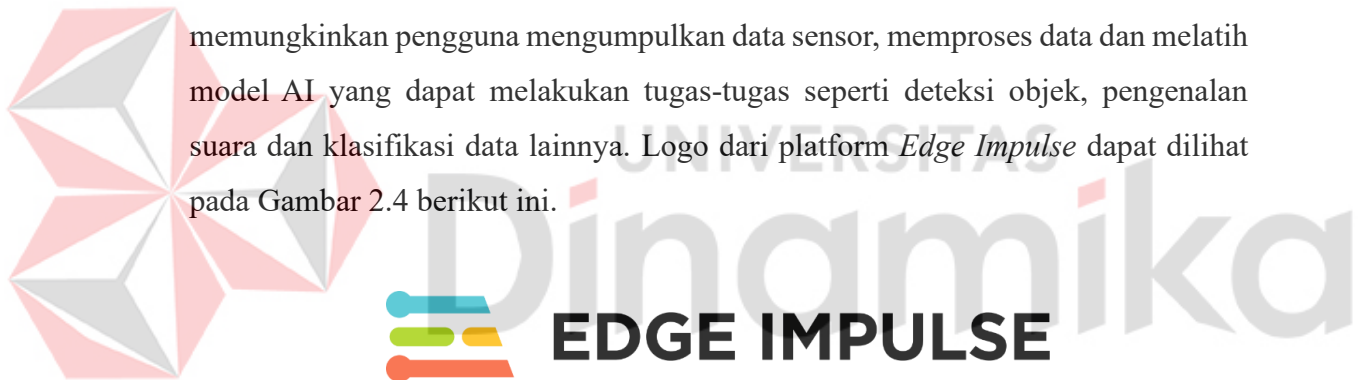 memungkinkan pengguna mengumpulkan data sensor, memproses data dan melatih
model AI yang dapat melakukan tugas-tugas seperti deteksi objek, pengenalan
suara dan klasifikasi data lainnya. Logo dari platform Edge Impulse dapat dilihat
pada Gambar 2.4 berikut ini.
UNIVERSITAS
Dinamika
EDGE IMPULSE